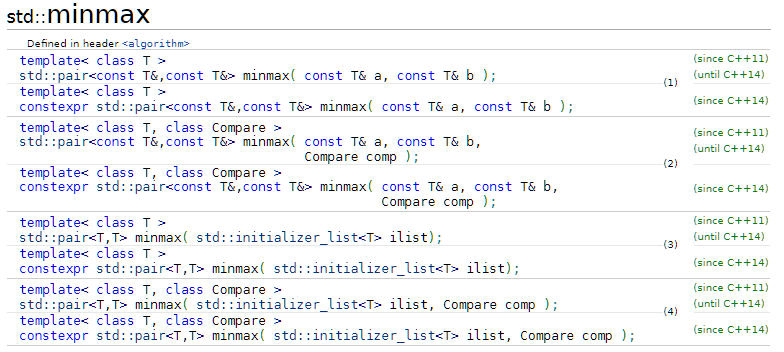 std::minmax
Defined in header <algorithm>
template< class T >
(since C++11)
std::pair<const T&,const T&> minmax( const T& a, const T& b );
(until C++14)
(1)
template< class T >
constexpr std::pair<const T&,const T&> minmax( const T& a, const T& b );
(since C++14)
template< class T, class Compare >
(since C++11)
std::pair<const T&,const T&> minmax( const T& a, const T& b,
(until C++14)
Compare comp );
(2)
template< class T, class Compare >
constexpr std::pair<const T&,const T&> minmax( const T& a, const T& b,
(since C++14)
Compare comp );
template< class T >
(since C++11)
std::pair<T,T> minmax( std::initializer_list<T> ilist);
(until C++14)
(3)
template< class T >
constexpr std::pair<T,T> minmax( std::initializer_list<T> ilist);
(since C++14)
template< class T, class Compare >
(since C++11)
std::pair<T,T> minmax( std::initializer_list<T> ilist, Compare comp );
(until C++14)
(4)
template< class T, class Compare >
constexpr std::pair<T,T> minmax( std::initializer_list<T> ilist, Compare comp );
(since C++14)